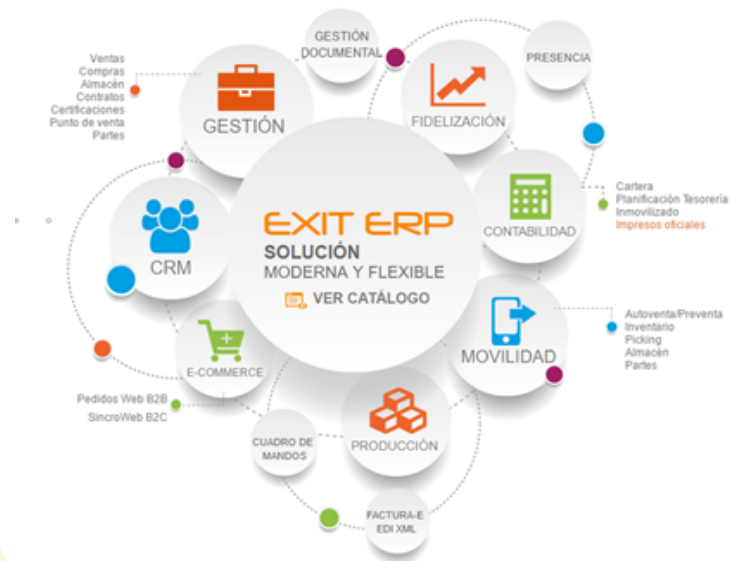 GESTIÓN
DOCUMENTAL
PRESENCIA
Ventas
Compras
Almacén
Contratos
Certificaciones
Punto de venta
Partes
GESTIÓN
FIDELIZACIÓN
Cartera
Planificación Tesorería
Inmovilizado
Impresos oficiales
CONTABILIDAD
EXIT ERP
SOLUCIÓN
MODERNA Y FLEXIBLE
VER CATÁLOGO
CRM
Autoventa/Preventa
Inventario
Picking
Almacén
Partes
MOVILIDAD
E-COMMERCE
Pedidos Web B2B
SincroWeb B2C
CUADRO DE
MANDOS
PRODUCCIÓN
FACTURA-E
EDI XML